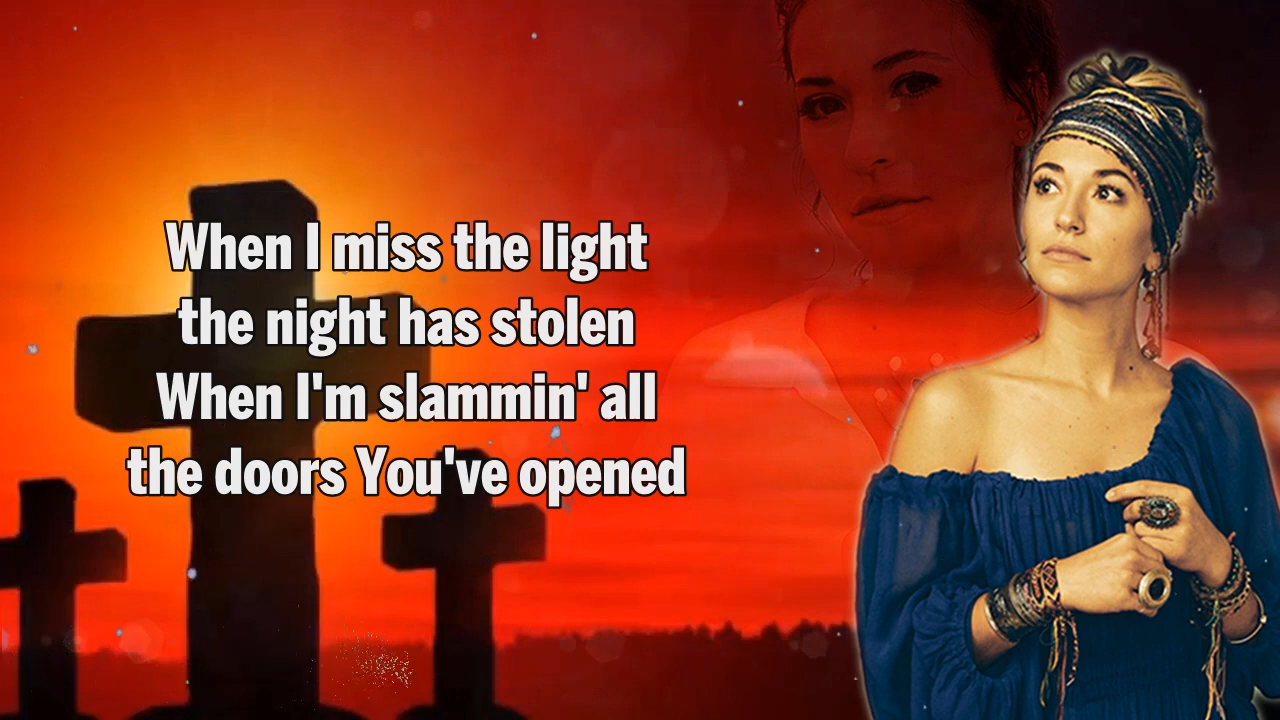 When I miss the light
the night has stolen
When I'm slammin' all
the doors You've opened